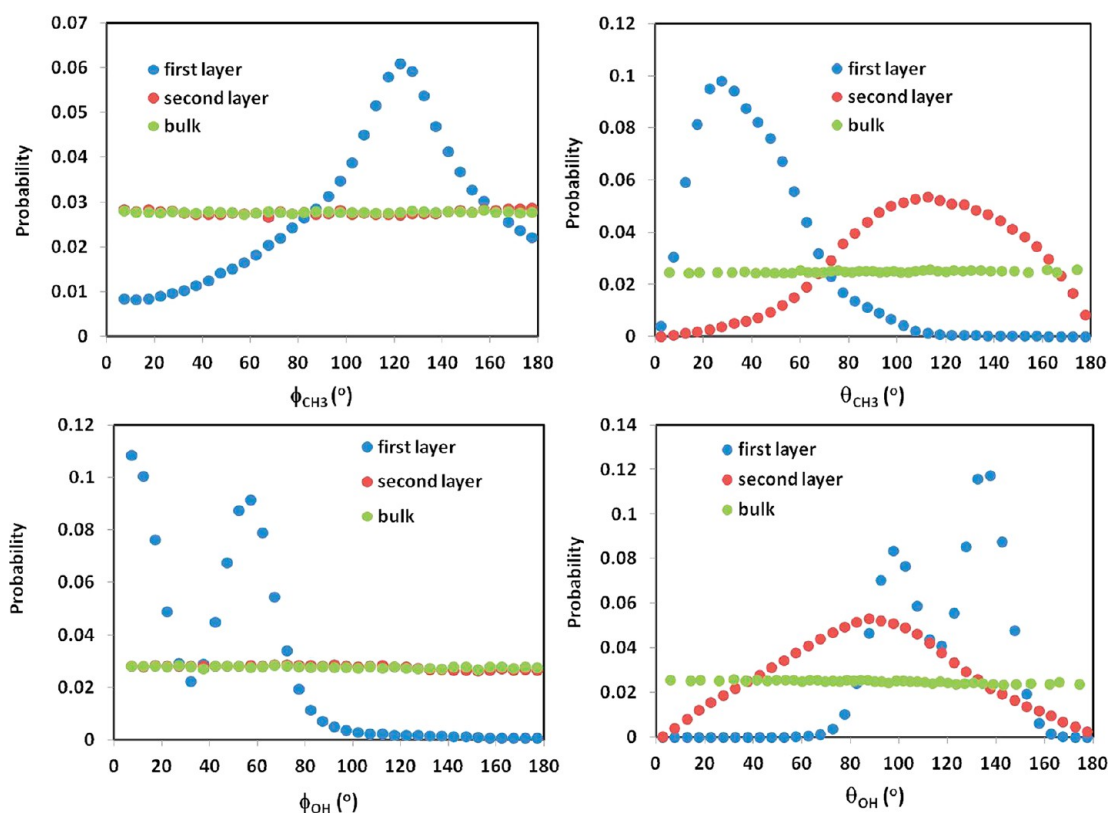 0.07
0.06
0.05
0.04
0.03
0.02
0.01
0
Probability
first layer
second layer
bulk
0 20 40 60 80 100 120 140 160 180
ϕCH3 (o)
0.12
0.1
0.08
0.06
0.04
0.02
0
Probability
first layer
second layer
bulk
0 20 40 60 80 100 120 140 160 180
θCH3 (o)
0.12
0.1
0.08
0.06
0.04
0.02
0
Probability
first layer
second layer
bulk
0 20 40 60 80 100 120 140 160 180
ϕOH (o)
0.14
0.12
0.1
0.08
0.06
0.04
0.02
0
Probability
first layer
second layer
bulk
0 20 40 60 80 100 120 140 160 180
θOH (o)